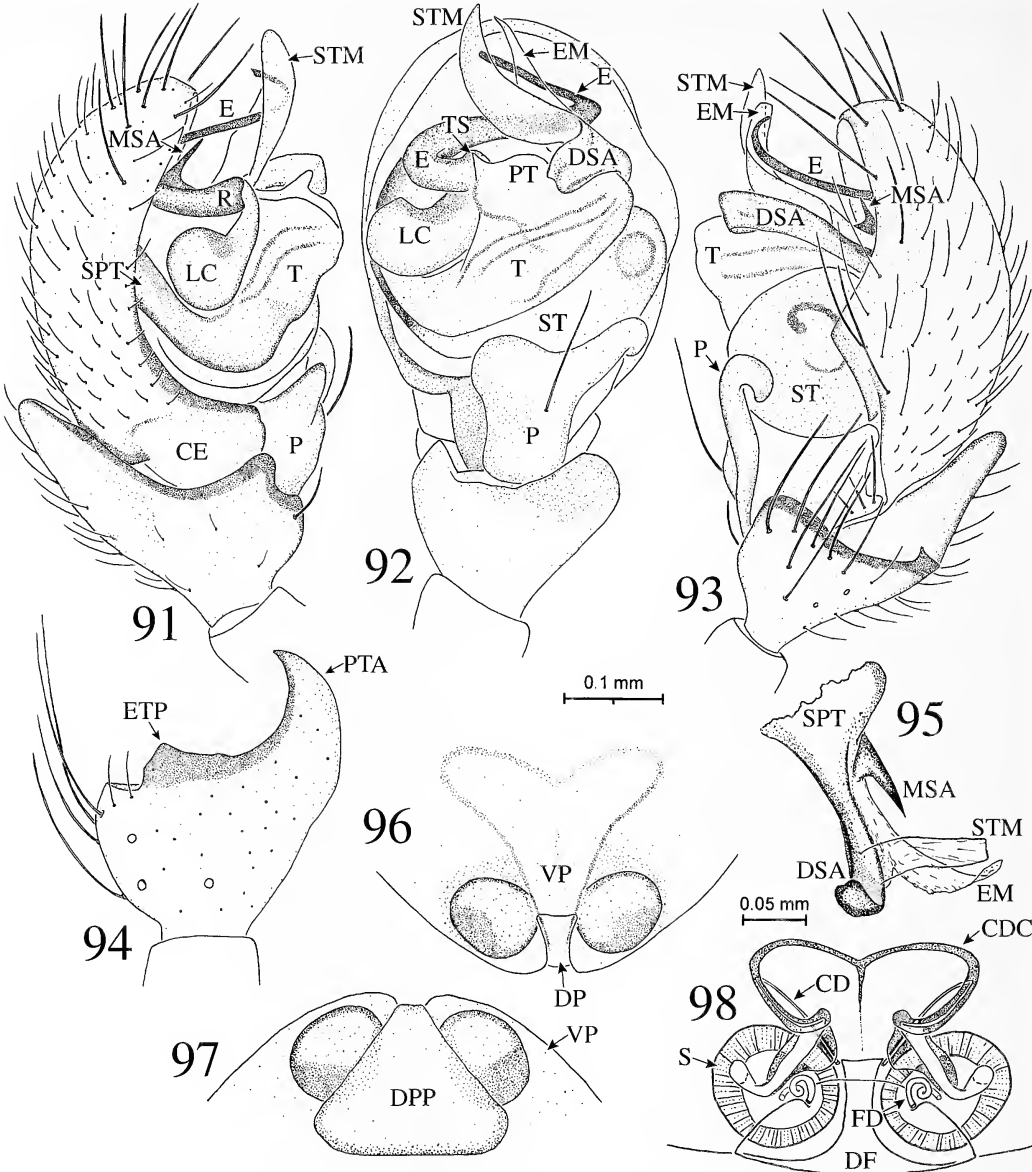 STM
E
MSA
R
LC
T
SPT
CE
P
91
STM
EM
E
TS
E
PT
DSA
LC
T
ST
P
92
STM
EM
E
MSA
DSA
T
P
ST
93
PTA
ETP
94
0.1 mm
SPT
95
MSA
STM
DSA
EM
96
VP
DP
0.05 mm
CDC
CD
98
S
FD
DF
97
VP
DPP